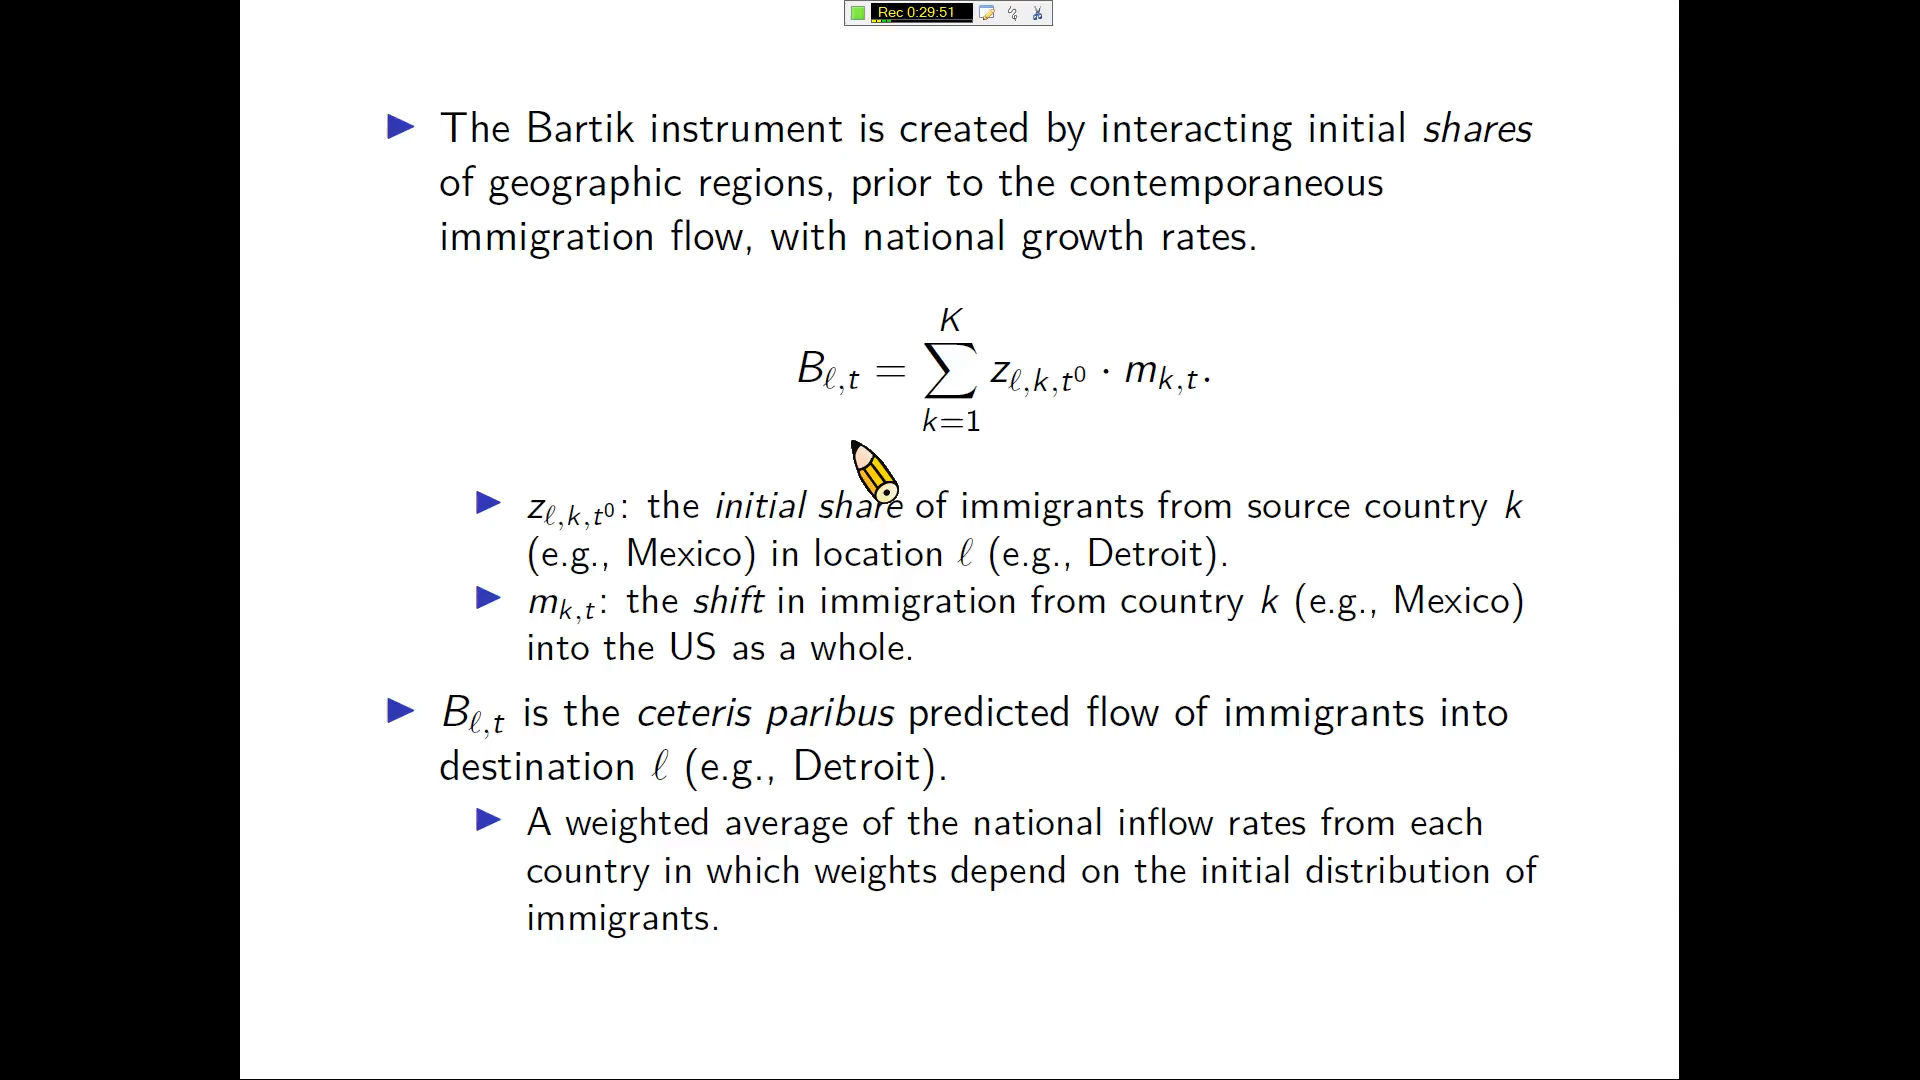 Rec 0:29:51
▶ The Bartik instrument is created by interacting initial shares
of geographic regions, prior to the contemporaneous
immigration flow, with national growth rates.
B_{ℓ,t} = \sum_{k=1}^{K} z_{ℓ,k,t^0} · m_{k,t}.
▶ z_{ℓ,k,t^0}: the initial share of immigrants from source country k
(e.g., Mexico) in location ℓ (e.g., Detroit).
▶ m_{k,t}: the shift in immigration from country k (e.g., Mexico)
into the US as a whole.
▶ B_{ℓ,t} is the ceteris paribus predicted flow of immigrants into
destination ℓ (e.g., Detroit).
▶ A weighted average of the national inflow rates from each
country in which weights depend on the initial distribution of
immigrants.